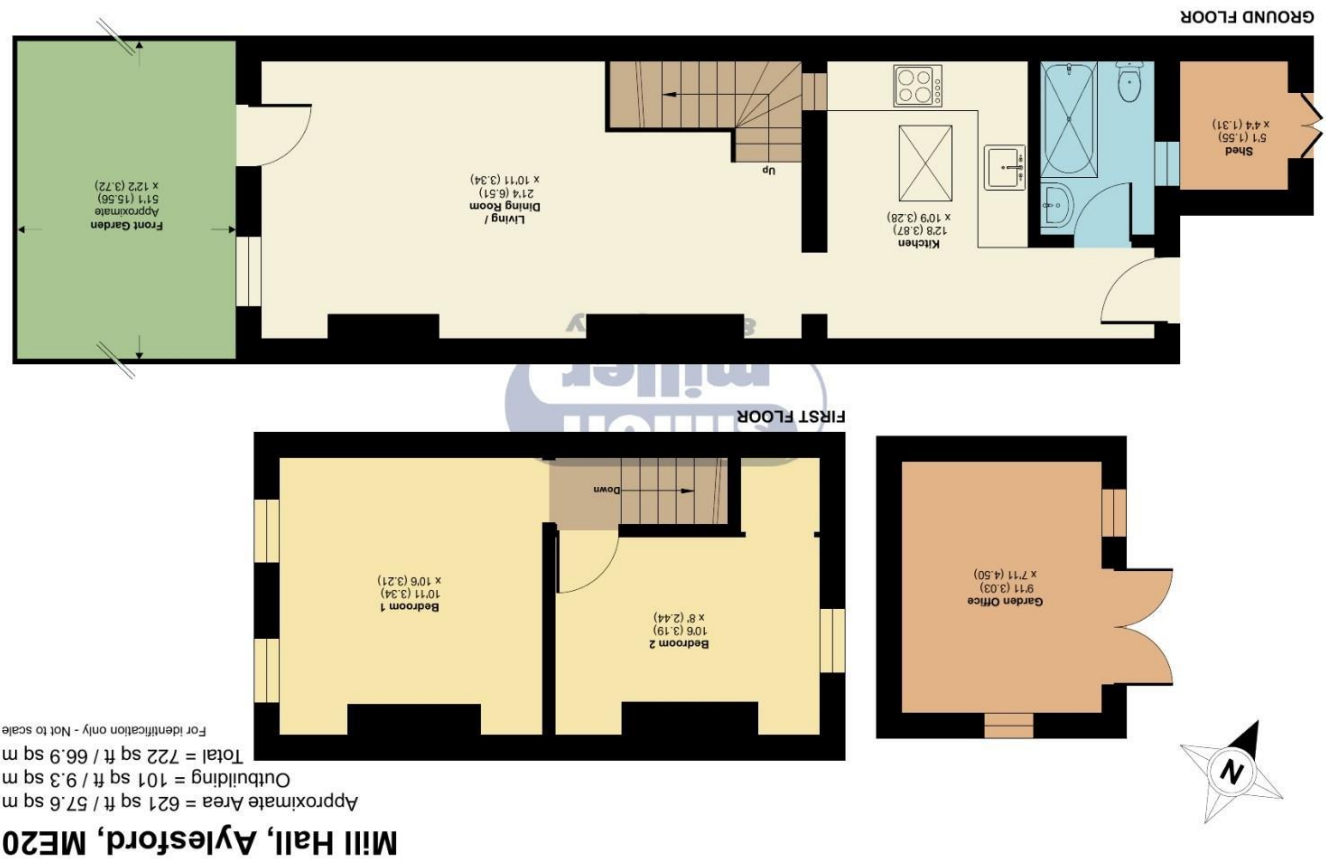 Mill Hall, Aylesford, ME20
Approximate Area = 621 sq ft / 57.6 sq m
Outbuilding = 101 sq ft / 9.3 sq m
Total = 722 sq ft / 66.9 sq m
For identification only - Not to scale
N
Garden Office
9'11 (3.03)
x 7'11 (4.50)
Bedroom 2
10'6 (3.19)
x 8' (2.44)
Bedroom 1
10'11 (3.34)
x 10'6 (3.21)
Down
FIRST FLOOR
simon
miller
Kitchen
12'8 (3.87)
x 10'9 (3.28)
Living /
Dining Room
21'4 (6.51)
x 10'11 (3.34)
Up
Front Garden
Approximate
51'1 (15.56)
x 12'2 (3.72)
Shed
5'1 (1.55)
x 4'4 (1.31)
GROUND FLOOR